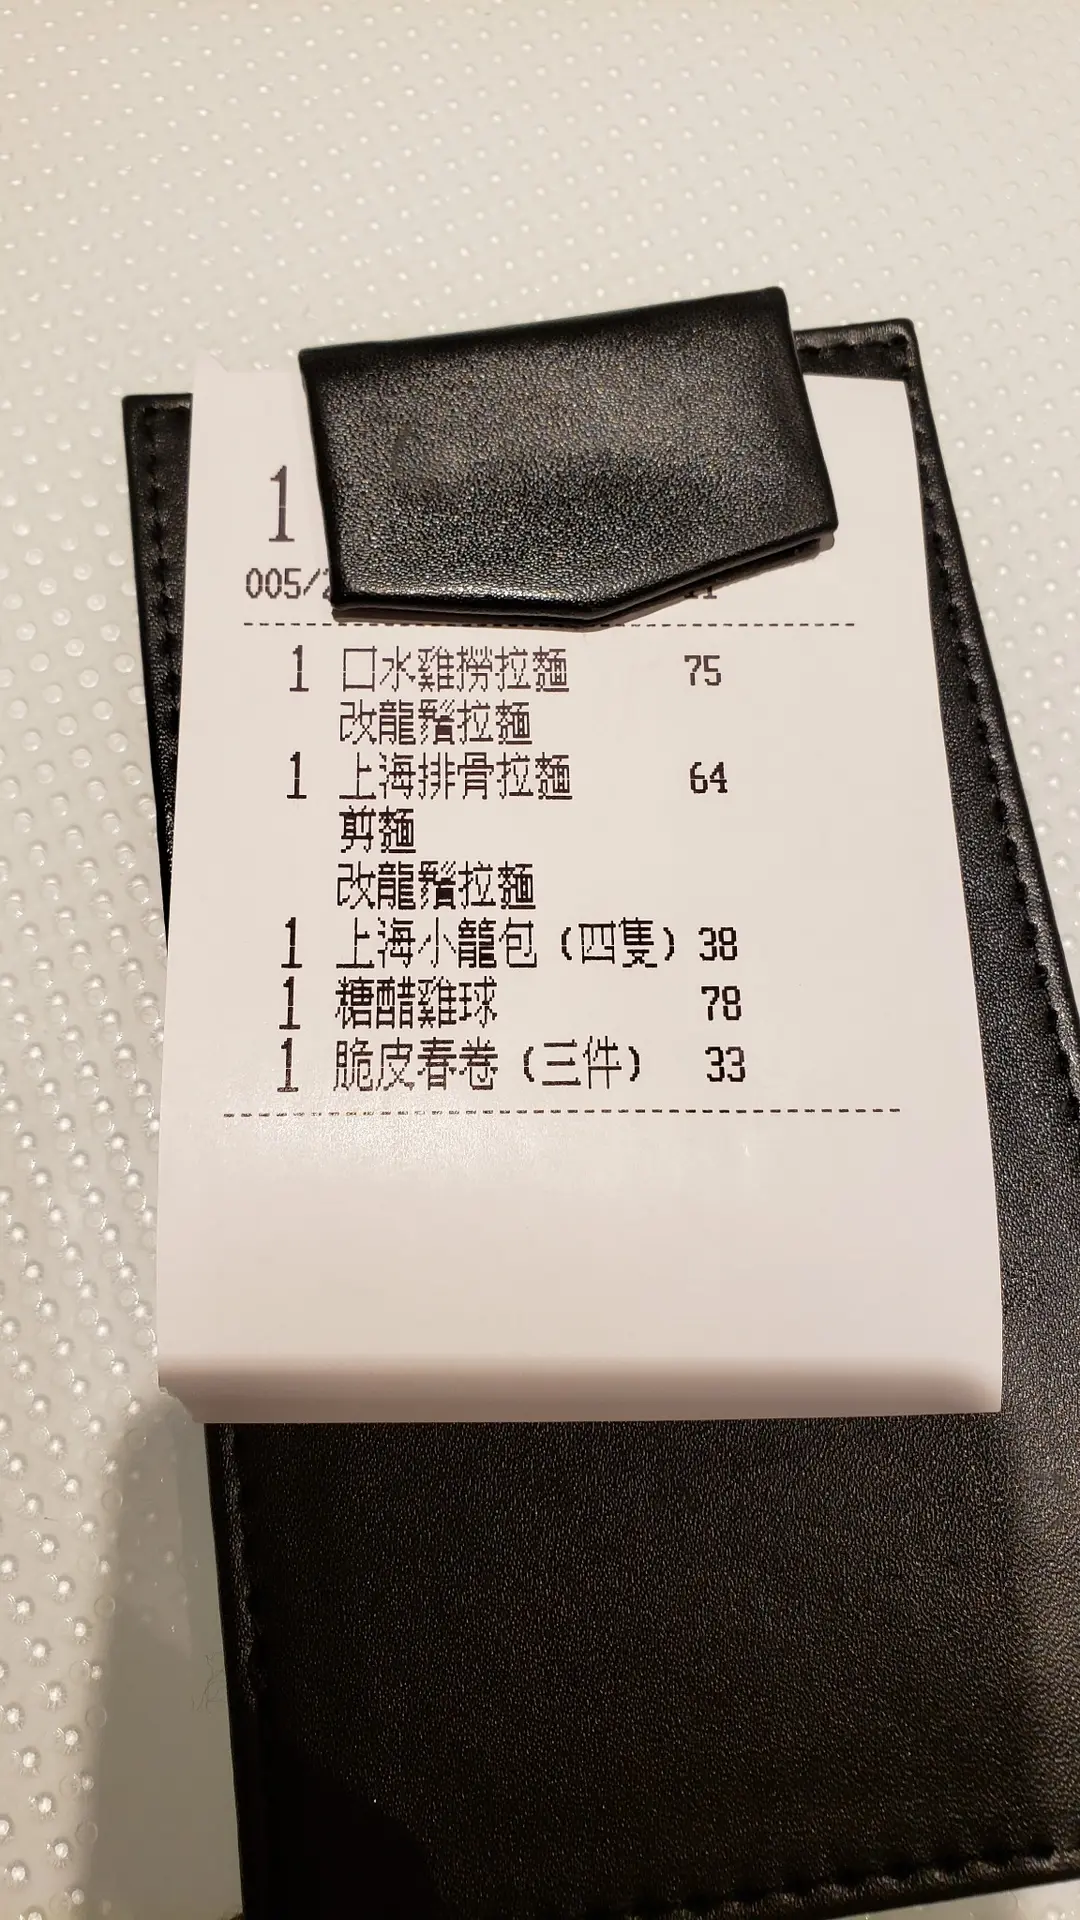 1
005/2
1 口水雞撈拉麵 75
改龍鬚拉麵
1 上海排骨拉麵 64
剪麵
改龍鬚拉麵
1 上海小籠包(四隻) 38
1 糖醋雞球 78
1 脆皮春卷(三件) 33